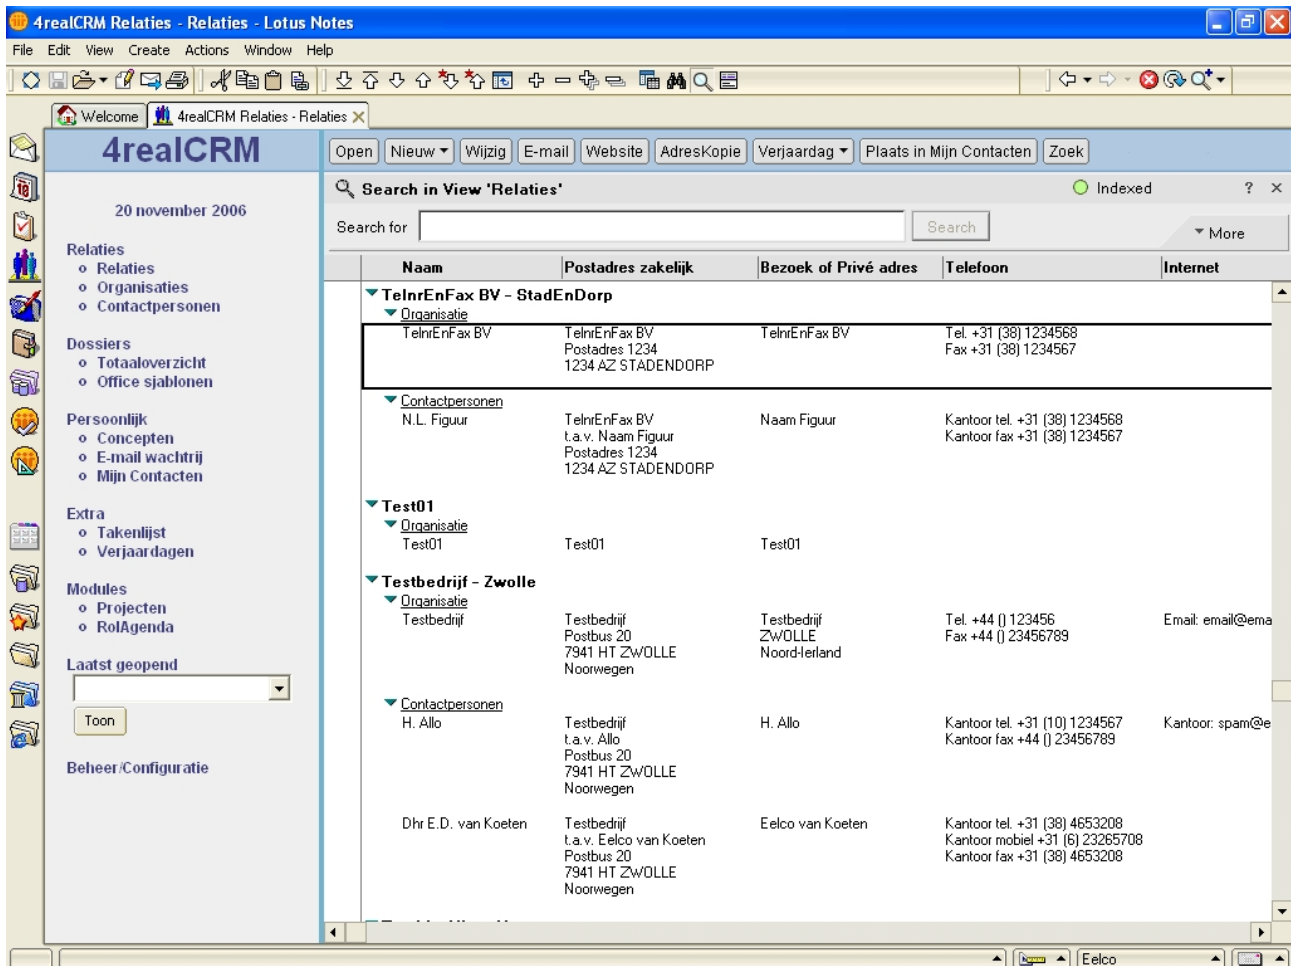 4realCRM Relaties - Relaties - Lotus Notes
File Edit View Create Actions Window Help
Welcome 4realCRM Relaties - Relaties
4realCRM
Open Nieuw Wijzig E-mail Website AdresKopie Verjaardag Plaats in Mijn Contacten Zoek
Search in View 'Relaties' Indexed ?
20 november 2006
Search for Search More
Relaties
Relaties
Organisaties
Contactpersonen
Dossiers
Totaaloverzicht
Office sjablonen
Persoonlijk
Concepten
E-mail wachtrij
Mijn Contacten
Extra
Takenlijst
Verjaardagen
Modules
Projecten
RolAgenda
Laatst geopend
Toon
Beheer/Configuratie
Naam Postadres zakelijk Bezoek of Privé adres Telefoon Internet
TelnrEnFax BV - StadEnDorp
Organisatie
TelnrEnFax BV TelnrEnFax BV TelnrEnFax BV Tel. +31 (38) 1234568
Postadres 1234 Fax +31 (38) 1234567
1234 AZ STADENDORP
Contactpersonen
N.L. Figuur TelnrEnFax BV Naam Figuur Kantoor tel. +31 (38) 1234568
t.a.v. Naam Figuur Kantoor fax +31 (38) 1234567
Postadres 1234
1234 AZ STADENDORP
Test01
Organisatie
Test01 Test01 Test01
Testbedrijf - Zwolle
Organisatie
Testbedrijf Testbedrijf Testbedrijf Tel. +44 () 123456 Email: email@ema
Postbus 20 ZWOLLE Fax +44 () 23456789
7941 HT ZWOLLE Noord-Ierland
Noorwegen
Contactpersonen
H. Allo Testbedrijf H. Allo Kantoor tel. +31 (10) 1234567 Kantoor: spam@e
t.a.v. Allo Kantoor fax +44 () 23456789
Postbus 20
7941 HT ZWOLLE
Noorwegen
Dhr E.D. van Koeten Testbedrijf Eelco van Koeten Kantoor tel. +31 (38) 4653208
t.a.v. Eelco van Koeten Kantoor mobiel +31 (6) 23265708
Postbus 20 Kantoor fax +31 (38) 4653208
7941 HT ZWOLLE
Noorwegen
Eelco